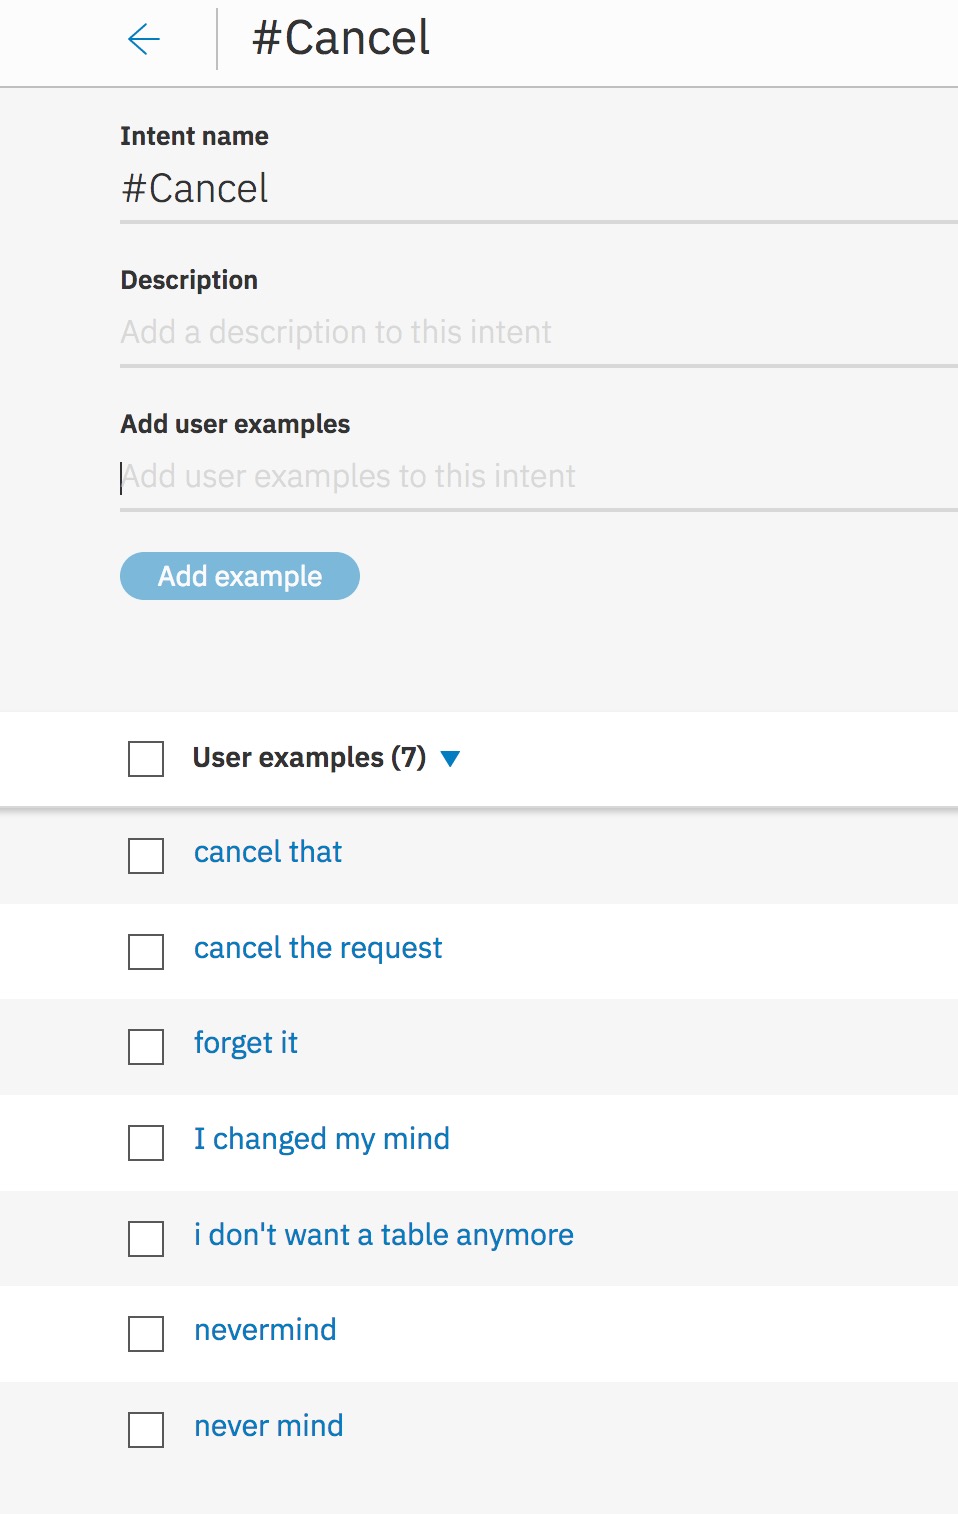 #Cancel
Intent name
#Cancel
Description
Add a description to this intent
Add user examples
Add user examples to this intent
Add example
User examples (7)
cancel that
cancel the request
forget it
I changed my mind
i don't want a table anymore
nevermind
never mind